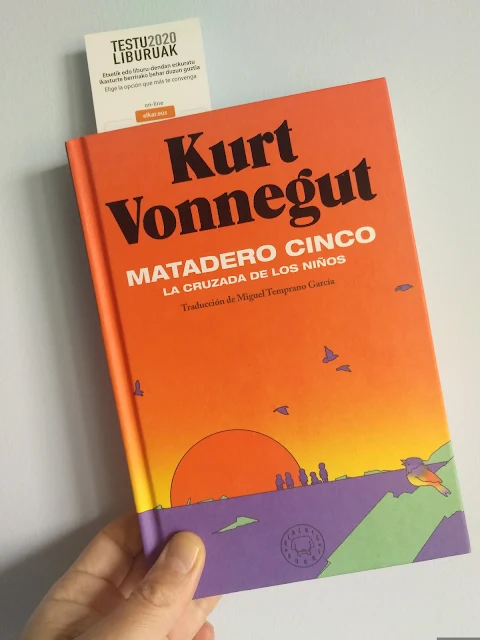 TESTU2020
LIBURUAK
Etxetik edo liburu-dendan eskuratu
ikasturte berrirako behar duzun guztia
Elige la opción que más te convenga
on-line
elkar.eus
Kurt
Vonnegut
MATADERO CINCO
LA CRUZADA DE LOS NIÑOS
Traducción de Miguel Temprano García